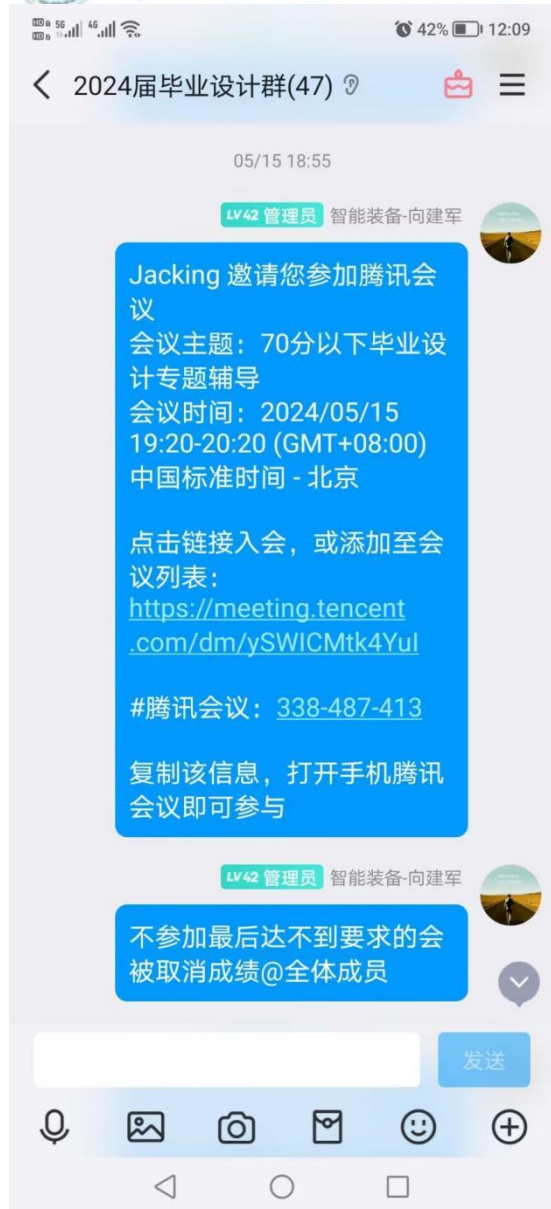 HD 5G 4G 42% 12:09
2024届毕业设计群(47)
05/15 18:55
LV42 管理员 智能装备-向建军
Jacking 邀请您参加腾讯会
议
会议主题：70分以下毕业设
计专题辅导
会议时间：2024/05/15
19:20-20:20 (GMT+08:00)
中国标准时间 - 北京
点击链接入会，或添加至会
议列表：
https://meeting.tencent
.com/dm/ySWICMtk4YuI
#腾讯会议：338-487-413
复制该信息，打开手机腾讯
会议即可参与
LV42 管理员 智能装备-向建军
不参加最后达不到要求的会
被取消成绩@全体成员
发送